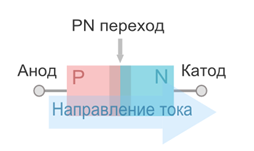 PN переход
Анод
Катод
P
N
Направление тока